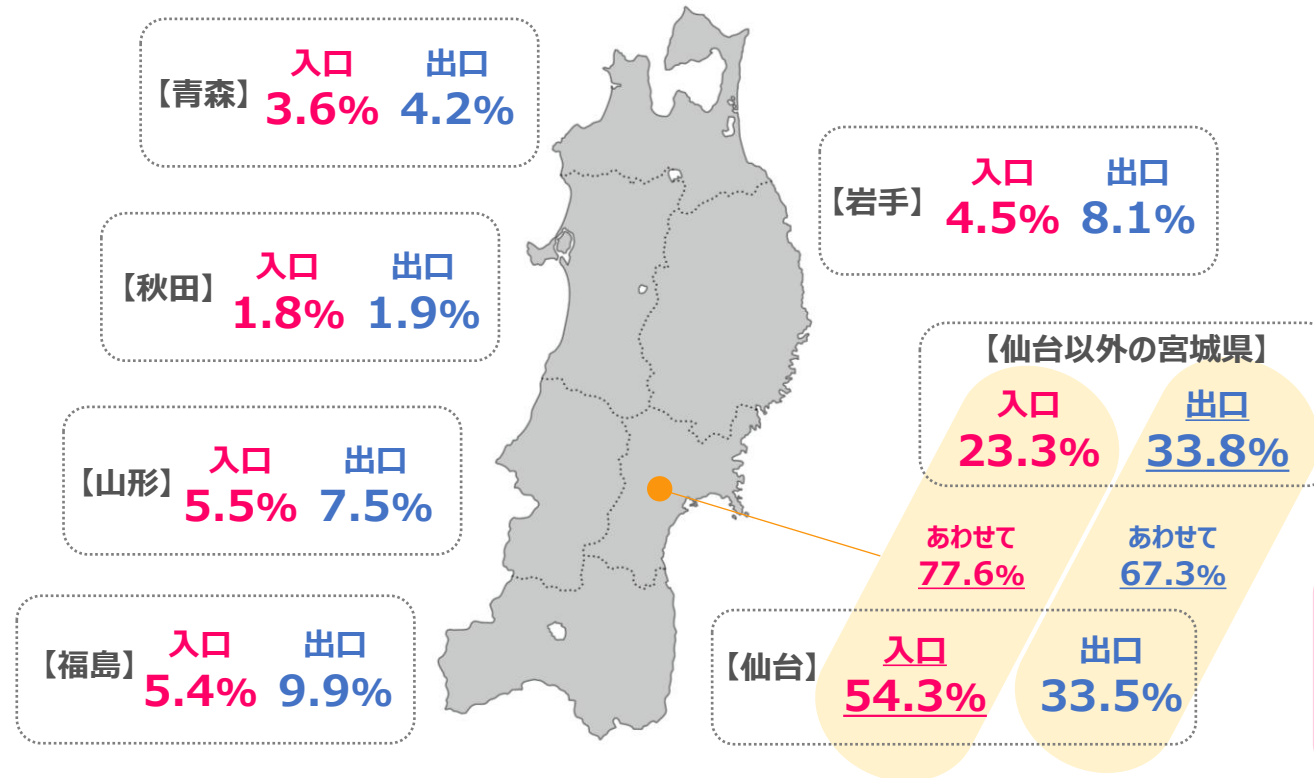 【青森】
入口 出口
3.6% 4.2%
【岩手】
入口 出口
4.5% 8.1%
【秋田】
入口 出口
1.8% 1.9%
【仙台以外の宮城県】
入口 出口
23.3% 33.8%
【山形】
入口 出口
5.5% 7.5%
あわせて あわせて
77.6% 67.3%
【福島】
入口 出口
5.4% 9.9%
【仙台】
入口 出口
54.3% 33.5%